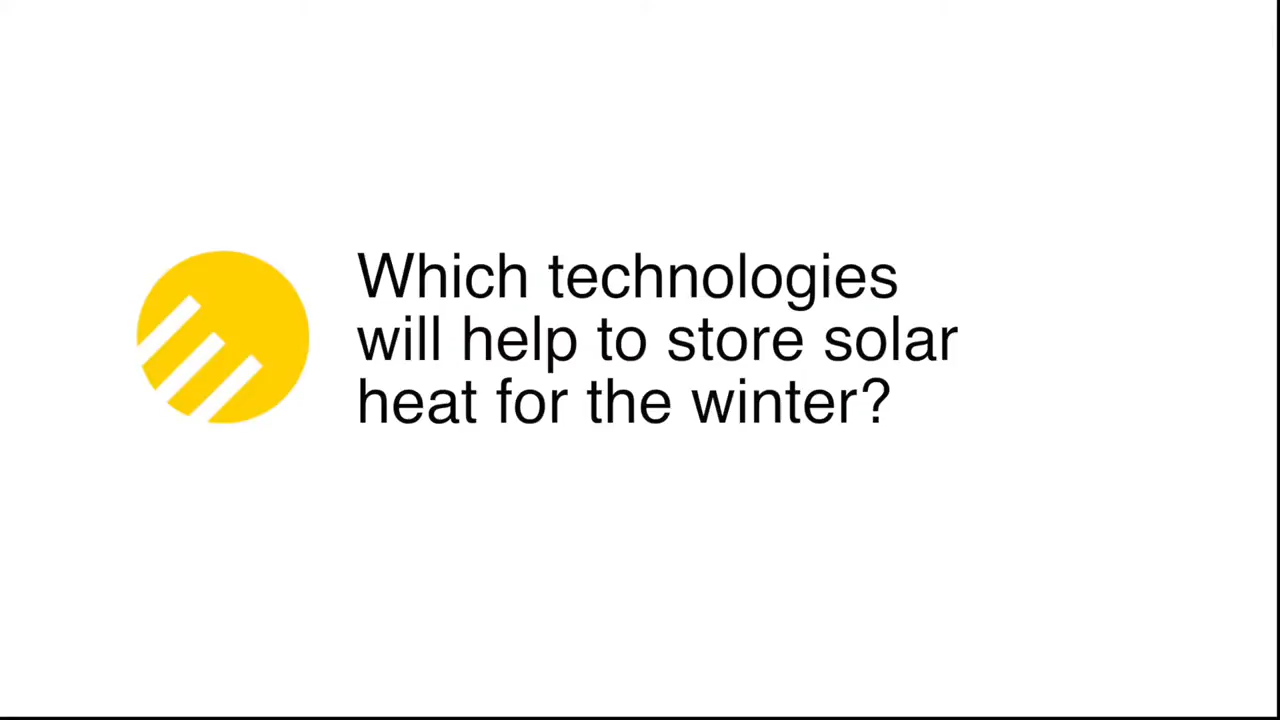 Which technologies
will help to store solar
heat for the winter?